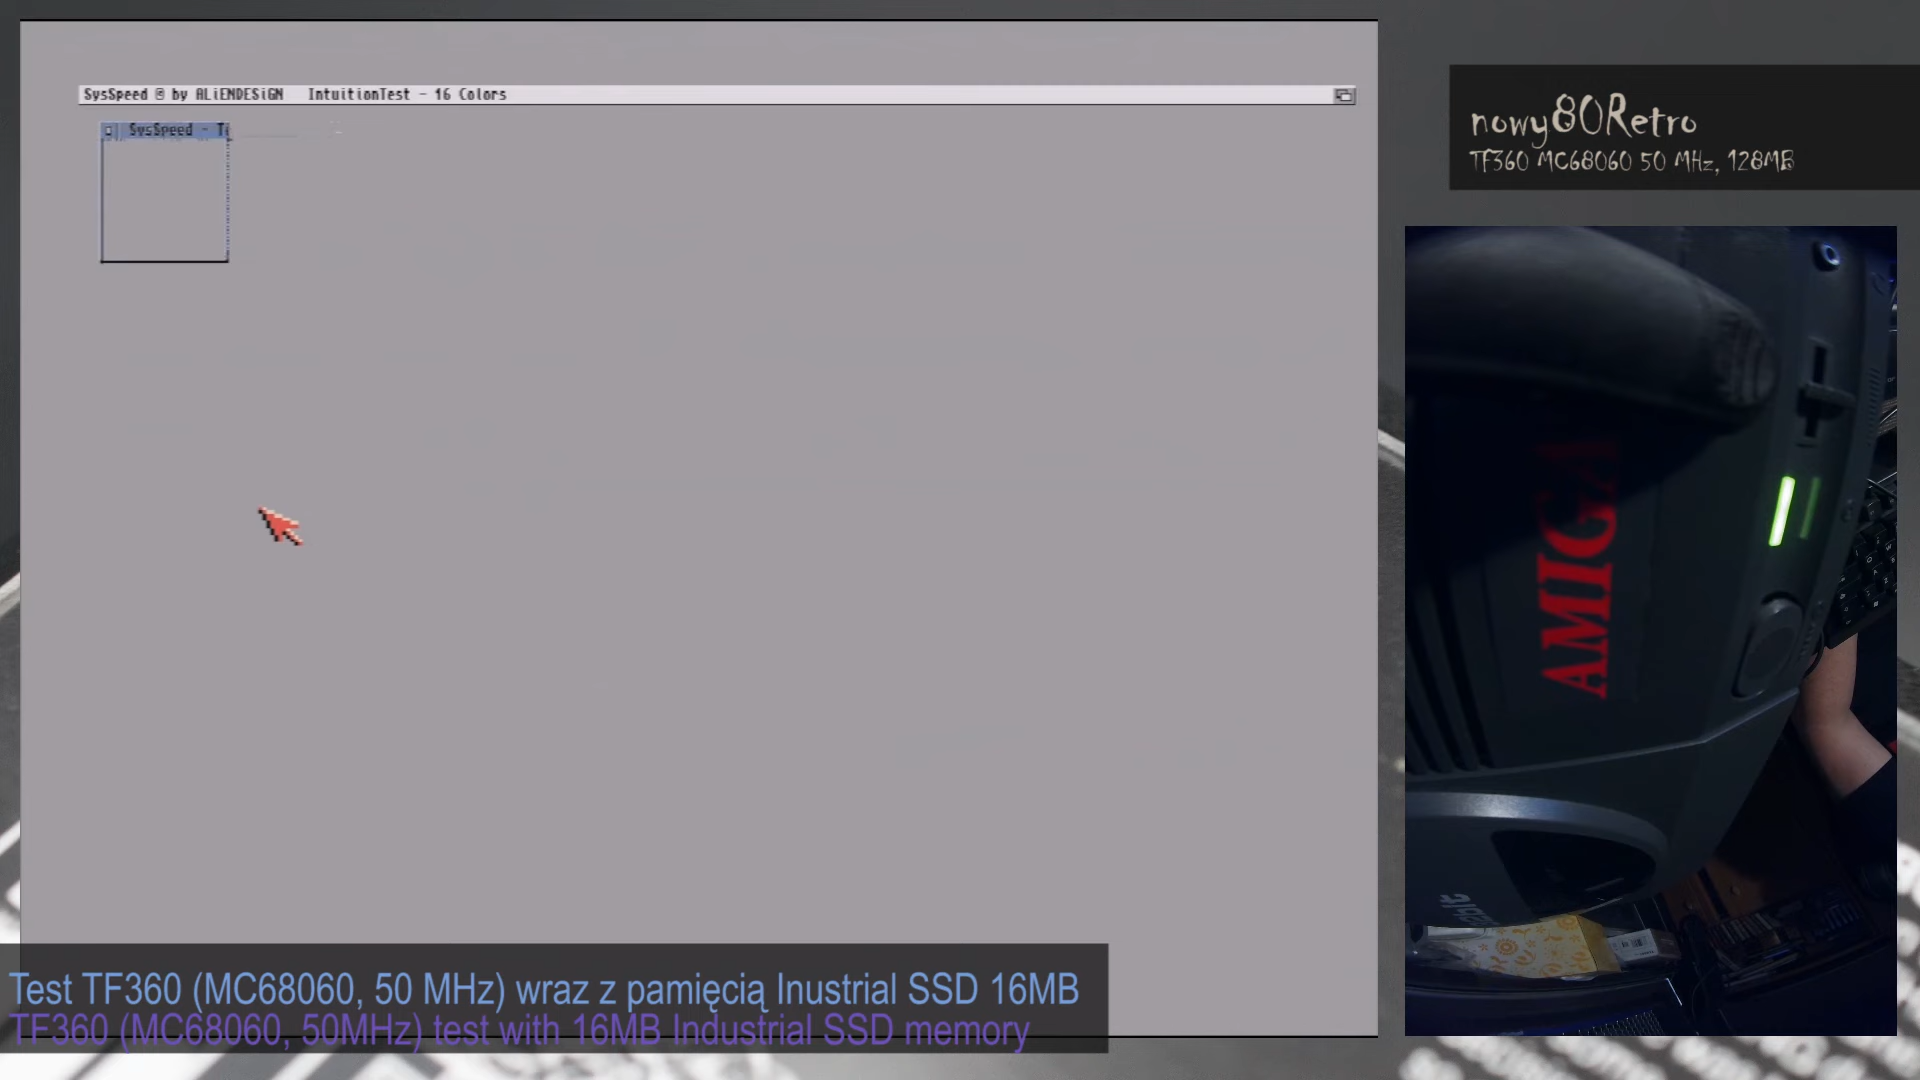 SysSpeed © by ALiENDESiGN IntuitionTest - 16 Colors
SysSpeed - Te
nowy80Retro
TF360 MC68060 50 MHz, 128MB
AMIGA
Test TF360 (MC68060, 50 MHz) wraz z pamięcią Inustrial SSD 16MB
TF360 (MC68060, 50MHz) test with 16MB Industrial SSD memory